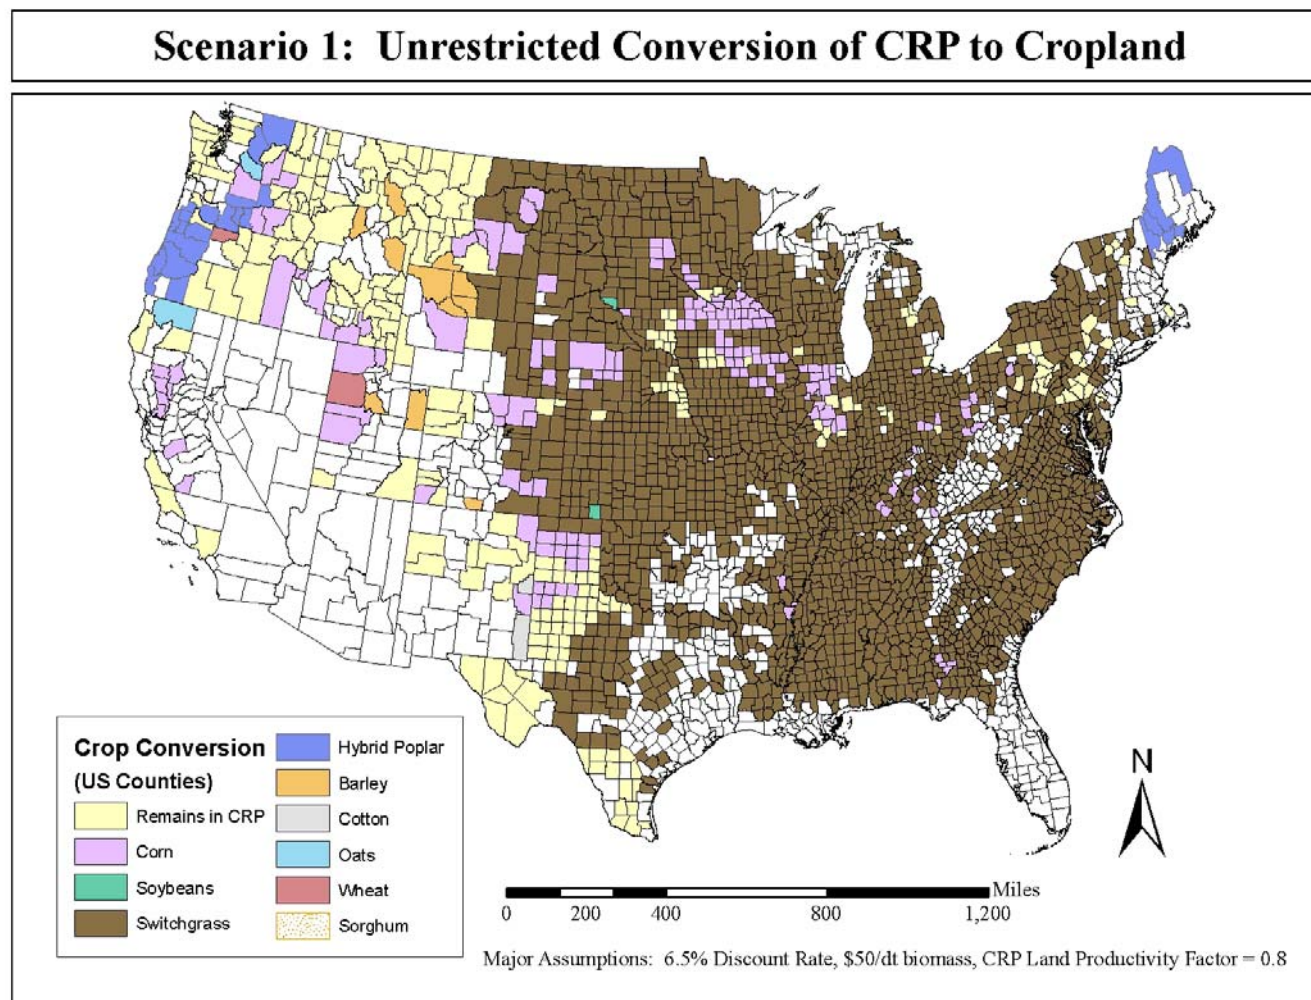 Scenario 1: Unrestricted Conversion of CRP to Cropland
Crop Conversion
(US Counties)
Remains in CRP
Corn
Soybeans
Switchgrass
Hybrid Poplar
Barley
Cotton
Oats
Wheat
Sorghum
N
Miles
0 200 400 800 1,200
Major Assumptions: 6.5% Discount Rate, $50/dt biomass, CRP Land Productivity Factor = 0.8